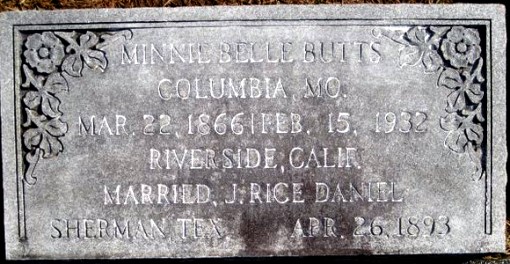 MINNIE BELLE BUTTS
COLUMBIA MO.
MAR. 22, 1866 | FEB. 15, 1932
RIVERSIDE, CALIF.
MARRIED, J. RICE DANIEL
SHERMAN, TEX. APR. 26, 1893